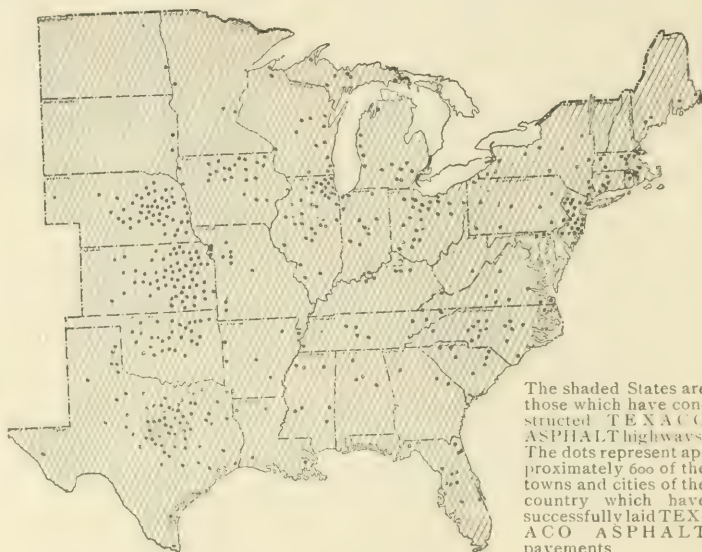 The shaded States are
those which have con-
structed TEXACO
ASPHALT highways.
The dots represent ap-
proximately 600 of the
towns and cities of the
country which have
successfully laid TEX-
ACO ASPHALT
pavements